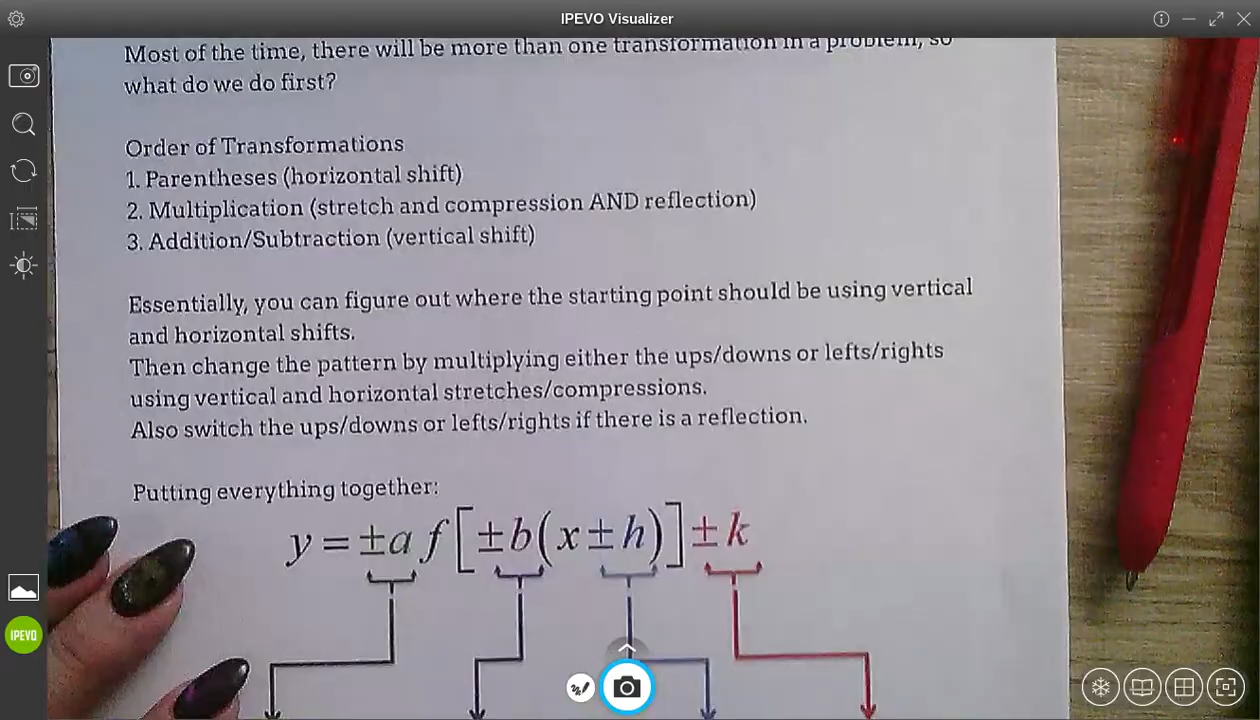 IPEVO Visualizer
Most of the time, there will be more than one transformation in a problem, so
what do we do first?
Order of Transformations
1. Parentheses (horizontal shift)
2. Multiplication (stretch and compression AND reflection)
3. Addition/Subtraction (vertical shift)
Essentially, you can figure out where the starting point should be using vertical
and horizontal shifts.
Then change the pattern by multiplying either the ups/downs or lefts/rights
using vertical and horizontal stretches/compressions.
Also switch the ups/downs or lefts/rights if there is a reflection.
Putting everything together:
y = ±a f[±b(x ± h)] ± k
IPEVO